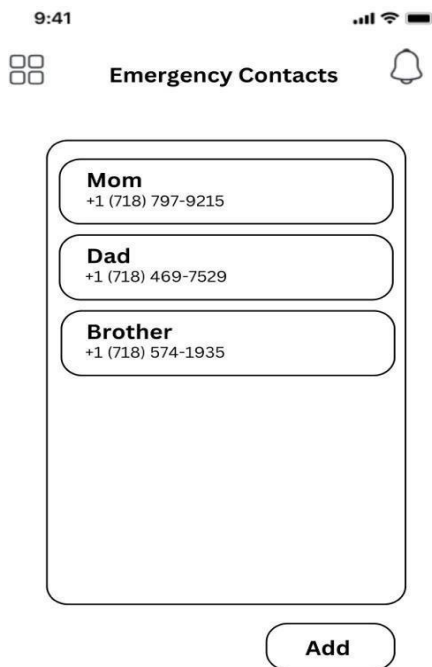 9:41
Emergency Contacts
Mom
+1 (718) 797-9215
Dad
+1 (718) 469-7529
Brother
+1 (718) 574-1935
Add